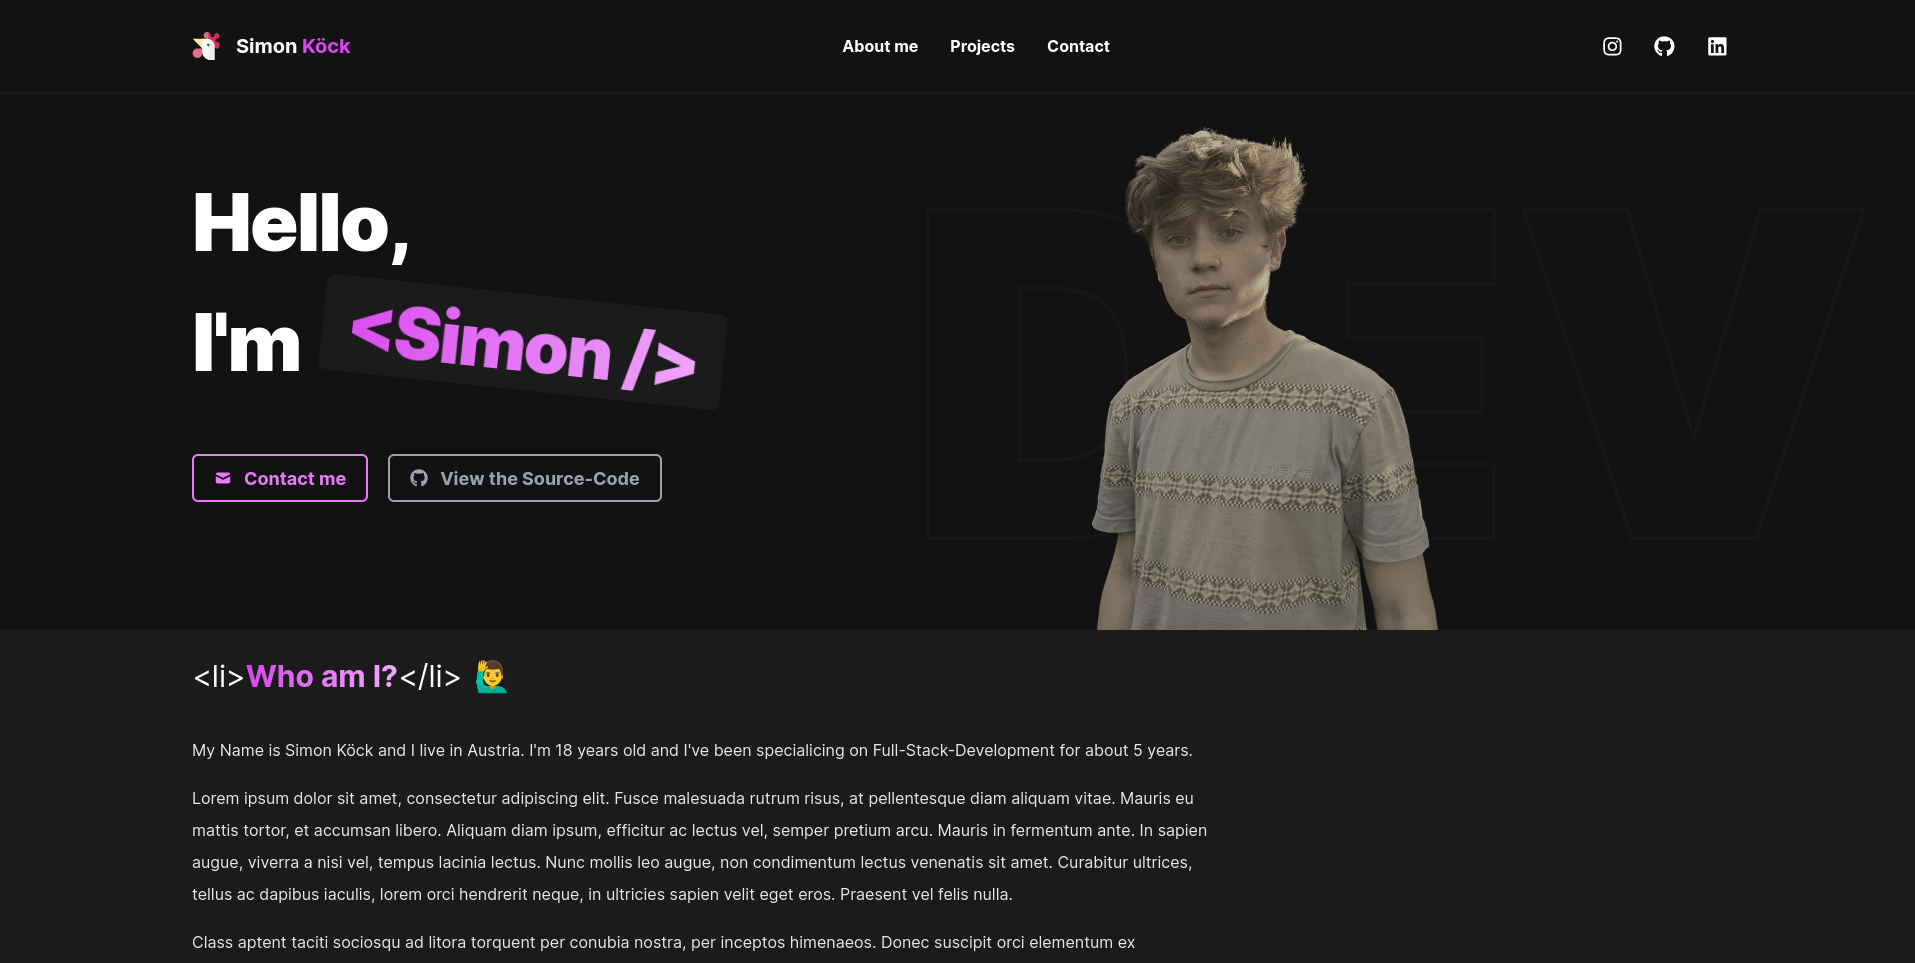 Simon Köck
About me
Projects
Contact
Hello,
I'm <Simon />
Contact me
View the Source-Code
DEV
<li>Who am I?</li>
My Name is Simon Köck and I live in Austria. I'm 18 years old and I've been specialicing on Full-Stack-Development for about 5 years.
Lorem ipsum dolor sit amet, consectetur adipiscing elit. Fusce malesuada rutrum risus, at pellentesque diam aliquam vitae. Mauris eu
mattis tortor, et accumsan libero. Aliquam diam ipsum, efficitur ac lectus vel, semper pretium arcu. Mauris in fermentum ante. In sapien
augue, viverra a nisi vel, tempus lacinia lectus. Nunc mollis leo augue, non condimentum lectus venenatis sit amet. Curabitur ultrices,
tellus ac dapibus iaculis, lorem orci hendrerit neque, in ultricies sapien velit eget eros. Praesent vel felis nulla.
Class aptent taciti sociosqu ad litora torquent per conubia nostra, per inceptos himenaeos. Donec suscipit orci elementum ex